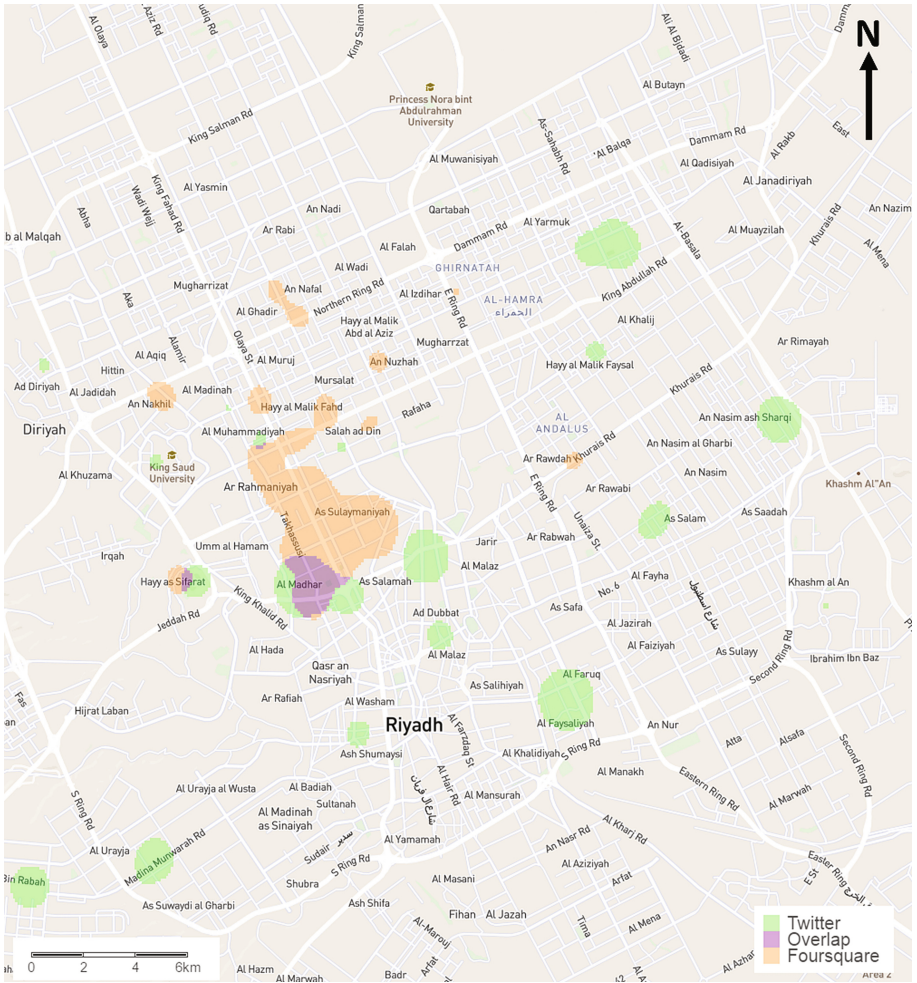 Al Olaya
Al Aziz Rd
udiq Rd
King Salman
Ali Al Bidadi
Damm
N
Al Butayn
Princess Nora bint
Abdulrahman
University
King Salman Rd
As-Sahabh Rd
'Al Balqa
Dammam Rd
Al Rakb
East
Al Muwanisiyah
Al Qadisiyah
Al Janadiriyah
Al Yasmin
King Fahad Rd
Wadi Wejj
Abha
An Nadi
Qartabah
Al Yarmuk
Khurais Rd
An Nazim
b al Malqah
Ar Rabi
Al Falah
Dammam Rd
Al-Basala
Al Muayzilah
Al Mena
Al Wadi
GHIRNATAH
King Abdullah Rd
Mugharrizat
An Nafal
Northern Ring Rd
Al Izdihar
E Ring Rd
AL-HAMRA
الحمراء
Aka
Al Ghadir
Hayy al Malik
Abd al Aziz
Al Khalij
Alamir
Olaya St
Mugharrzat
Ar Rimayah
Al Aqiq
Al Muruj
An Nuzhah
Hayy al Malik Faysal
Hittin
Ad Diriyah
Al Jadidah
Al Madinah
Mursalat
Khurais Rd
An Nakhil
Hayy al Malik Fahd
Rafaha
AL
ANDALUS
An Nasim ash Sharqi
Diriyah
Al Muhammadiyah
Salah ad Din
Khurais Rd
An Nasim al Gharbi
King Saud
University
Al Khuzama
Ar Rawdah
An Nasim
Khashm Al"An
Ar Rahmaniyah
E Ring Rd
Ar Rawabi
Takhassusi
As Sulaymaniyah
Unaiza St.
As Salam
As Saadah
Irqah
Umm al Hamam
Jarir
Ar Rabwah
Al Malaz
Al Fayha
Hayy as Sifarat
Al Madhar
As Salamah
No. 6
شارع اسطنبول
Khashm al An
King Khalid Rd
Jeddah Rd
Ad Dubbat
As Safa
Al Jazirah
Al Hada
Al Malaz
Al Faiziyah
As Sulayy
Second Ring Rd
Ibrahim Ibn Baz
Qasr an
Nasriyah
Al Faruq
Fas
Ar Rafiah
As Salihiyah
Hijrat Laban
Al Washam
Riyadh
Al Farzdaq St
Al Faysaliyah
An Nur
Atta
Alsafa
Ash Shumaysi
Al Khalidiyah
S Ring Rd
Al Manakh
Second Ring Rd
Eastern Ring Rd
S Ring Rd
Al Urayja al Wusta
Al Badiah
Al Hair Rd
Al Mansurah
Al Marwah
Sultanah
Al Madinah
as Sinaiyah
Al Kharj Rd
Al Urayja
Madina Munwarah Rd
Sudair
سدير
Al Yamamah
An Nasr Rd
S Ring Rd
Al Aziziyah
Easter Ring
E St
Bin Rabah
Shubra
Al Masani
Arfat
As Suwaydi al Gharbi
Ash Shifa
Fihan
Al Jazah
Al-Marouj
Tima
Al Mena
Twitter
Overlap
Foursquare
0
2
4
6km
Al Hazm
Al Marwah
Badr
Arfat
Al Azhar
Area 2